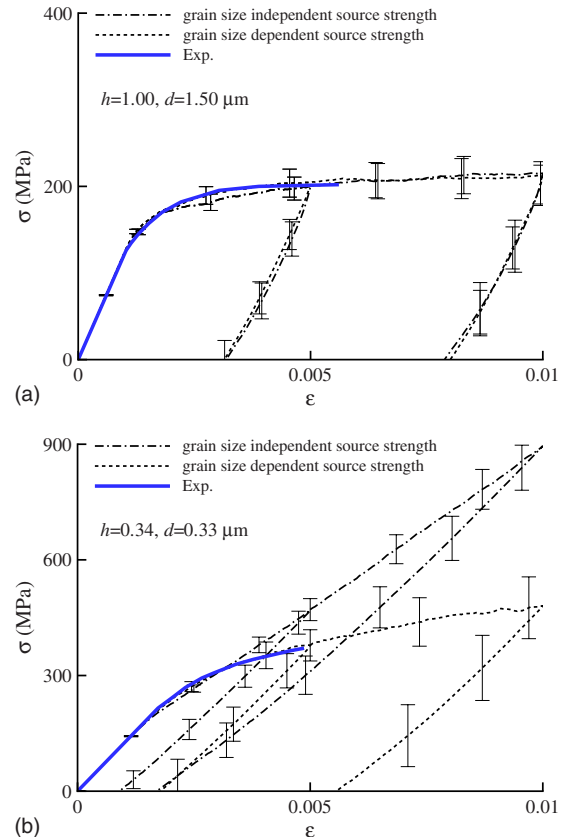 grain size independent source strength
grain size dependent source strength
Exp.
h=1.00, d=1.50 μm
400
200
0
σ (MPa)
0
0.005
0.01
ε
(a)
grain size independent source strength
grain size dependent source strength
Exp.
h=0.34, d=0.33 μm
900
600
300
0
σ (MPa)
0
0.005
0.01
ε
(b)